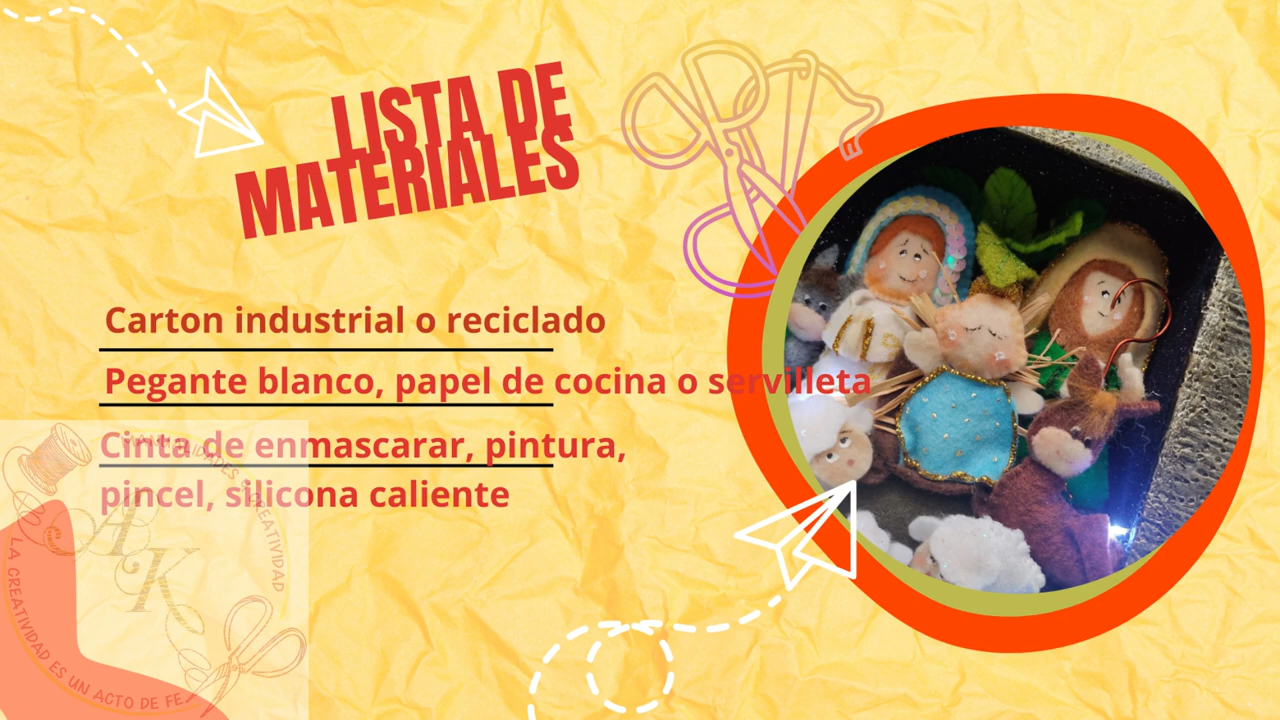 LISTA DE
MATERIALES
Carton industrial o reciclado
Pegante blanco, papel de cocina o servilleta
Cinta de enmascarar, pintura,
pincel, silicona caliente
AK
LA CREATIVIDAD ES UN ACTO DE FE